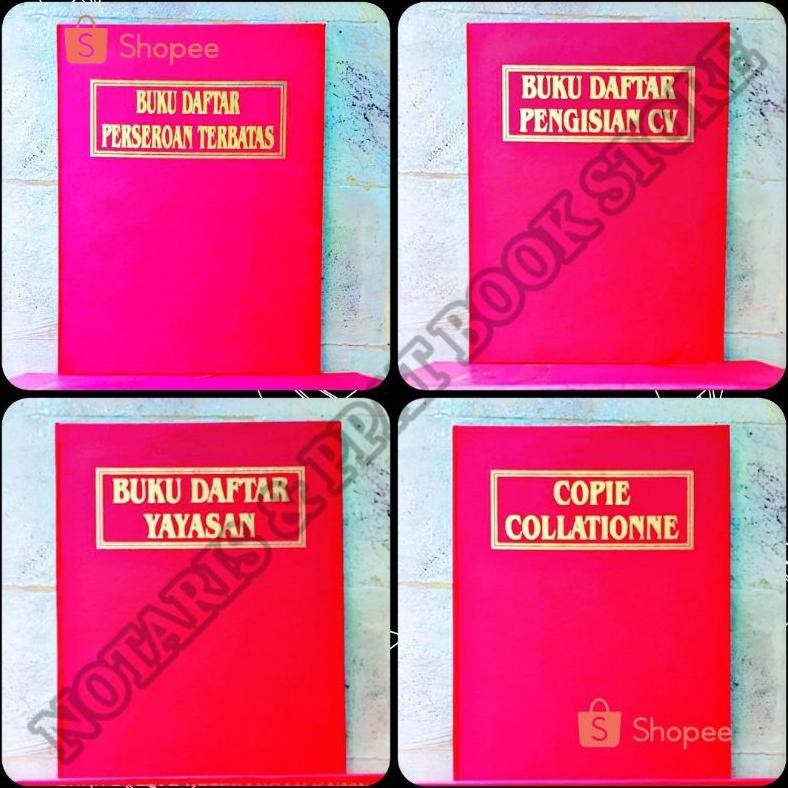 Shopee
BUKU DAFTAR
PERSEROAN TERBATAS
BUKU DAFTAR
PENGISIAN CV
BUKU DAFTAR
YAYASAN
COPIE
COLLATIONNE
NOTARIS & PPAT BOOK STORE
Shopee